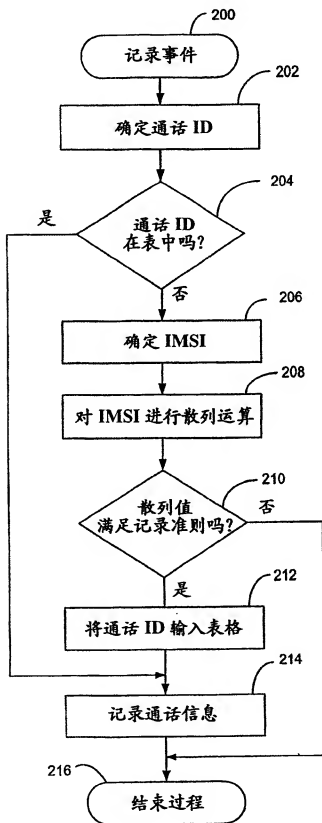 200
记录事件
202
确定通话 ID
204
是
通话 ID
在表中吗?
否
206
确定 IMSI
208
对 IMSI 进行散列运算
210
散列值
满足记录准则吗?
否
是
212
将通话 ID 输入表格
214
记录通话信息
216
结束过程